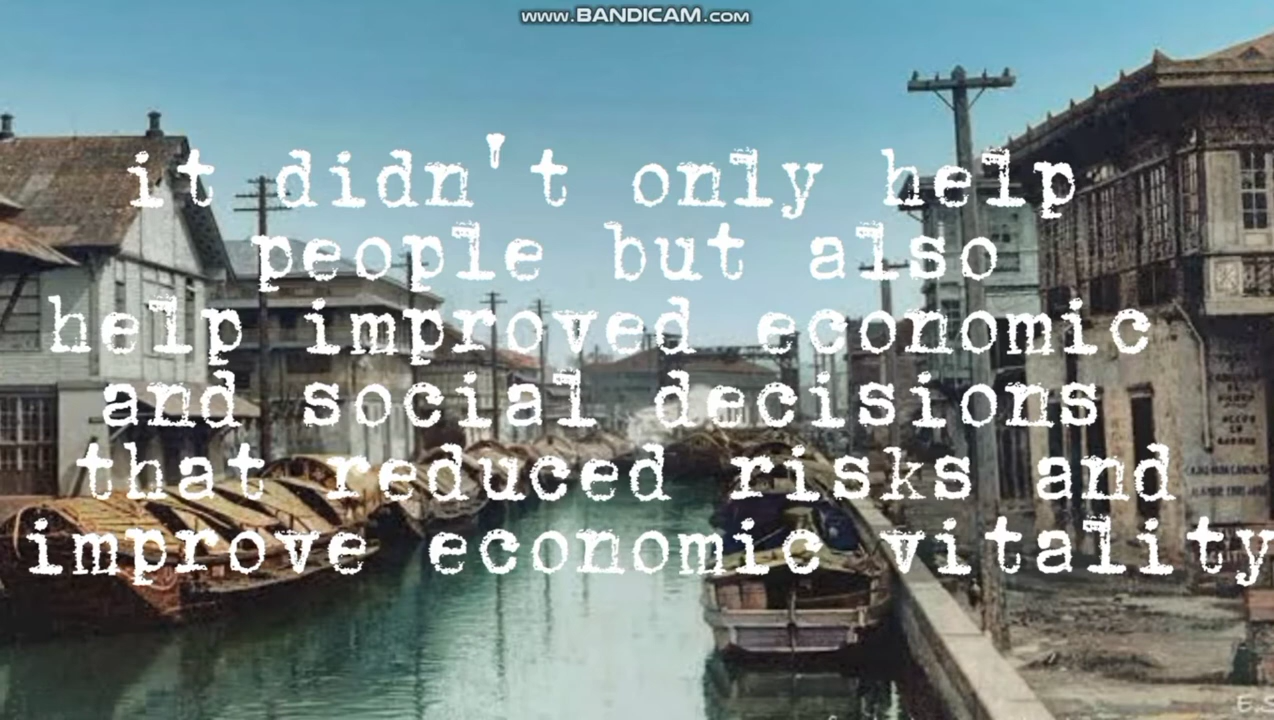 www.BANDICAM.com
it didn't only help
people but also
help improved economic
and social decisions
that reduced risks and
improve economic vitality
E.S